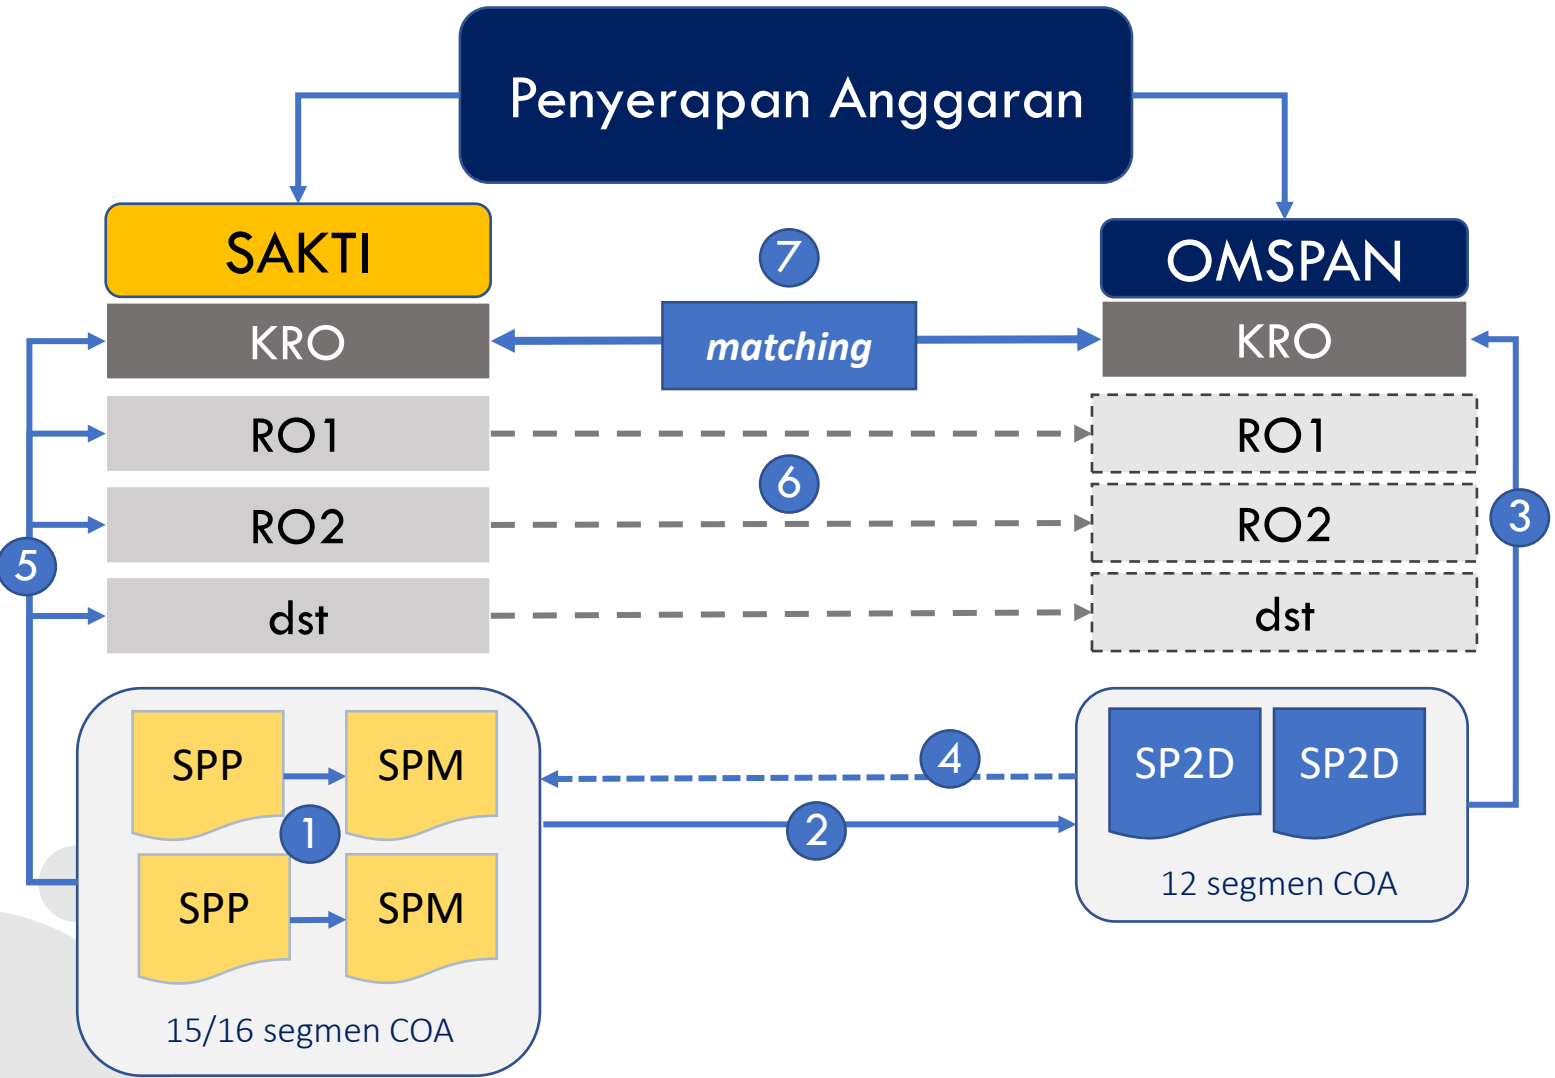 Penyerapan Anggaran
SAKTI
7
OMSPAN
KRO
matching
KRO
RO1
RO1
6
RO2
RO2
3
5
dst
dst
SPP
SPM
4
SP2D
SP2D
1
2
SPP
SPM
12 segmen COA
15/16 segmen COA